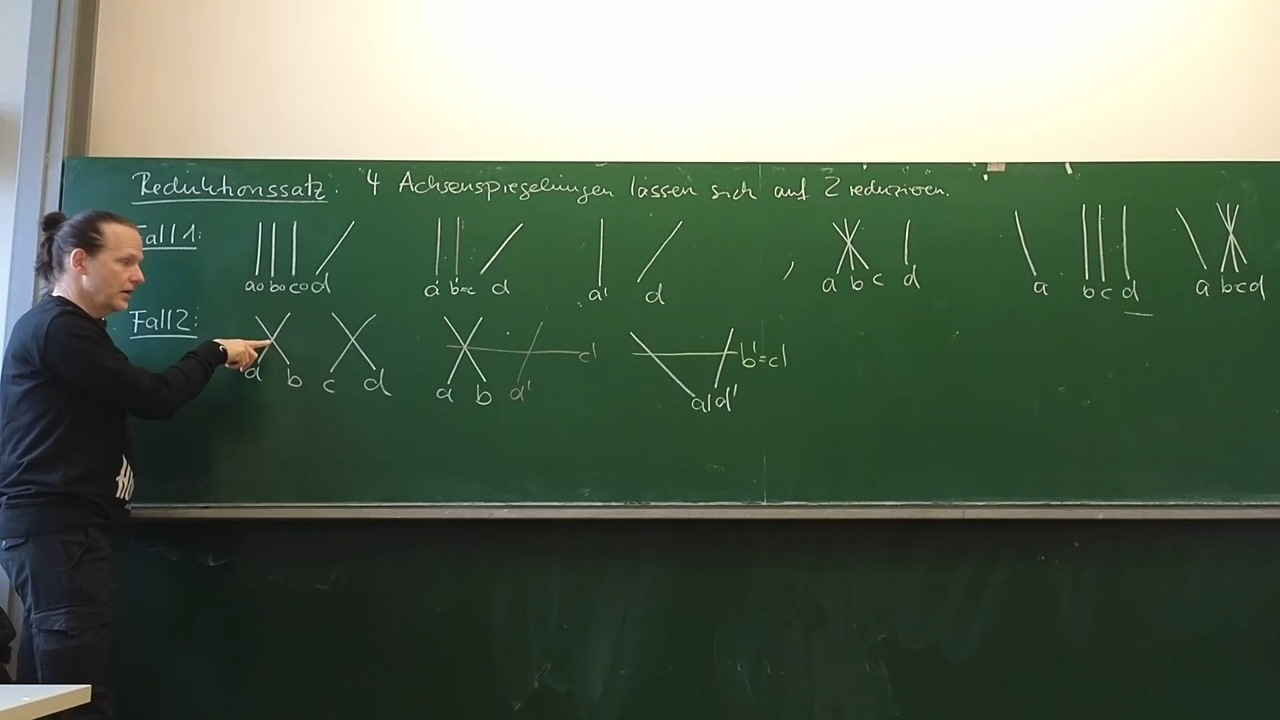 Reduktionssatz: 4 Achsenspiegelungen lassen sich auf 2 reduzieren.
Fall 1: a∘b∘c∘d a' b'=c d a' d , a b c d a b c d a b c d
Fall 2: a b c d a b d' c' a' d' b'=c'